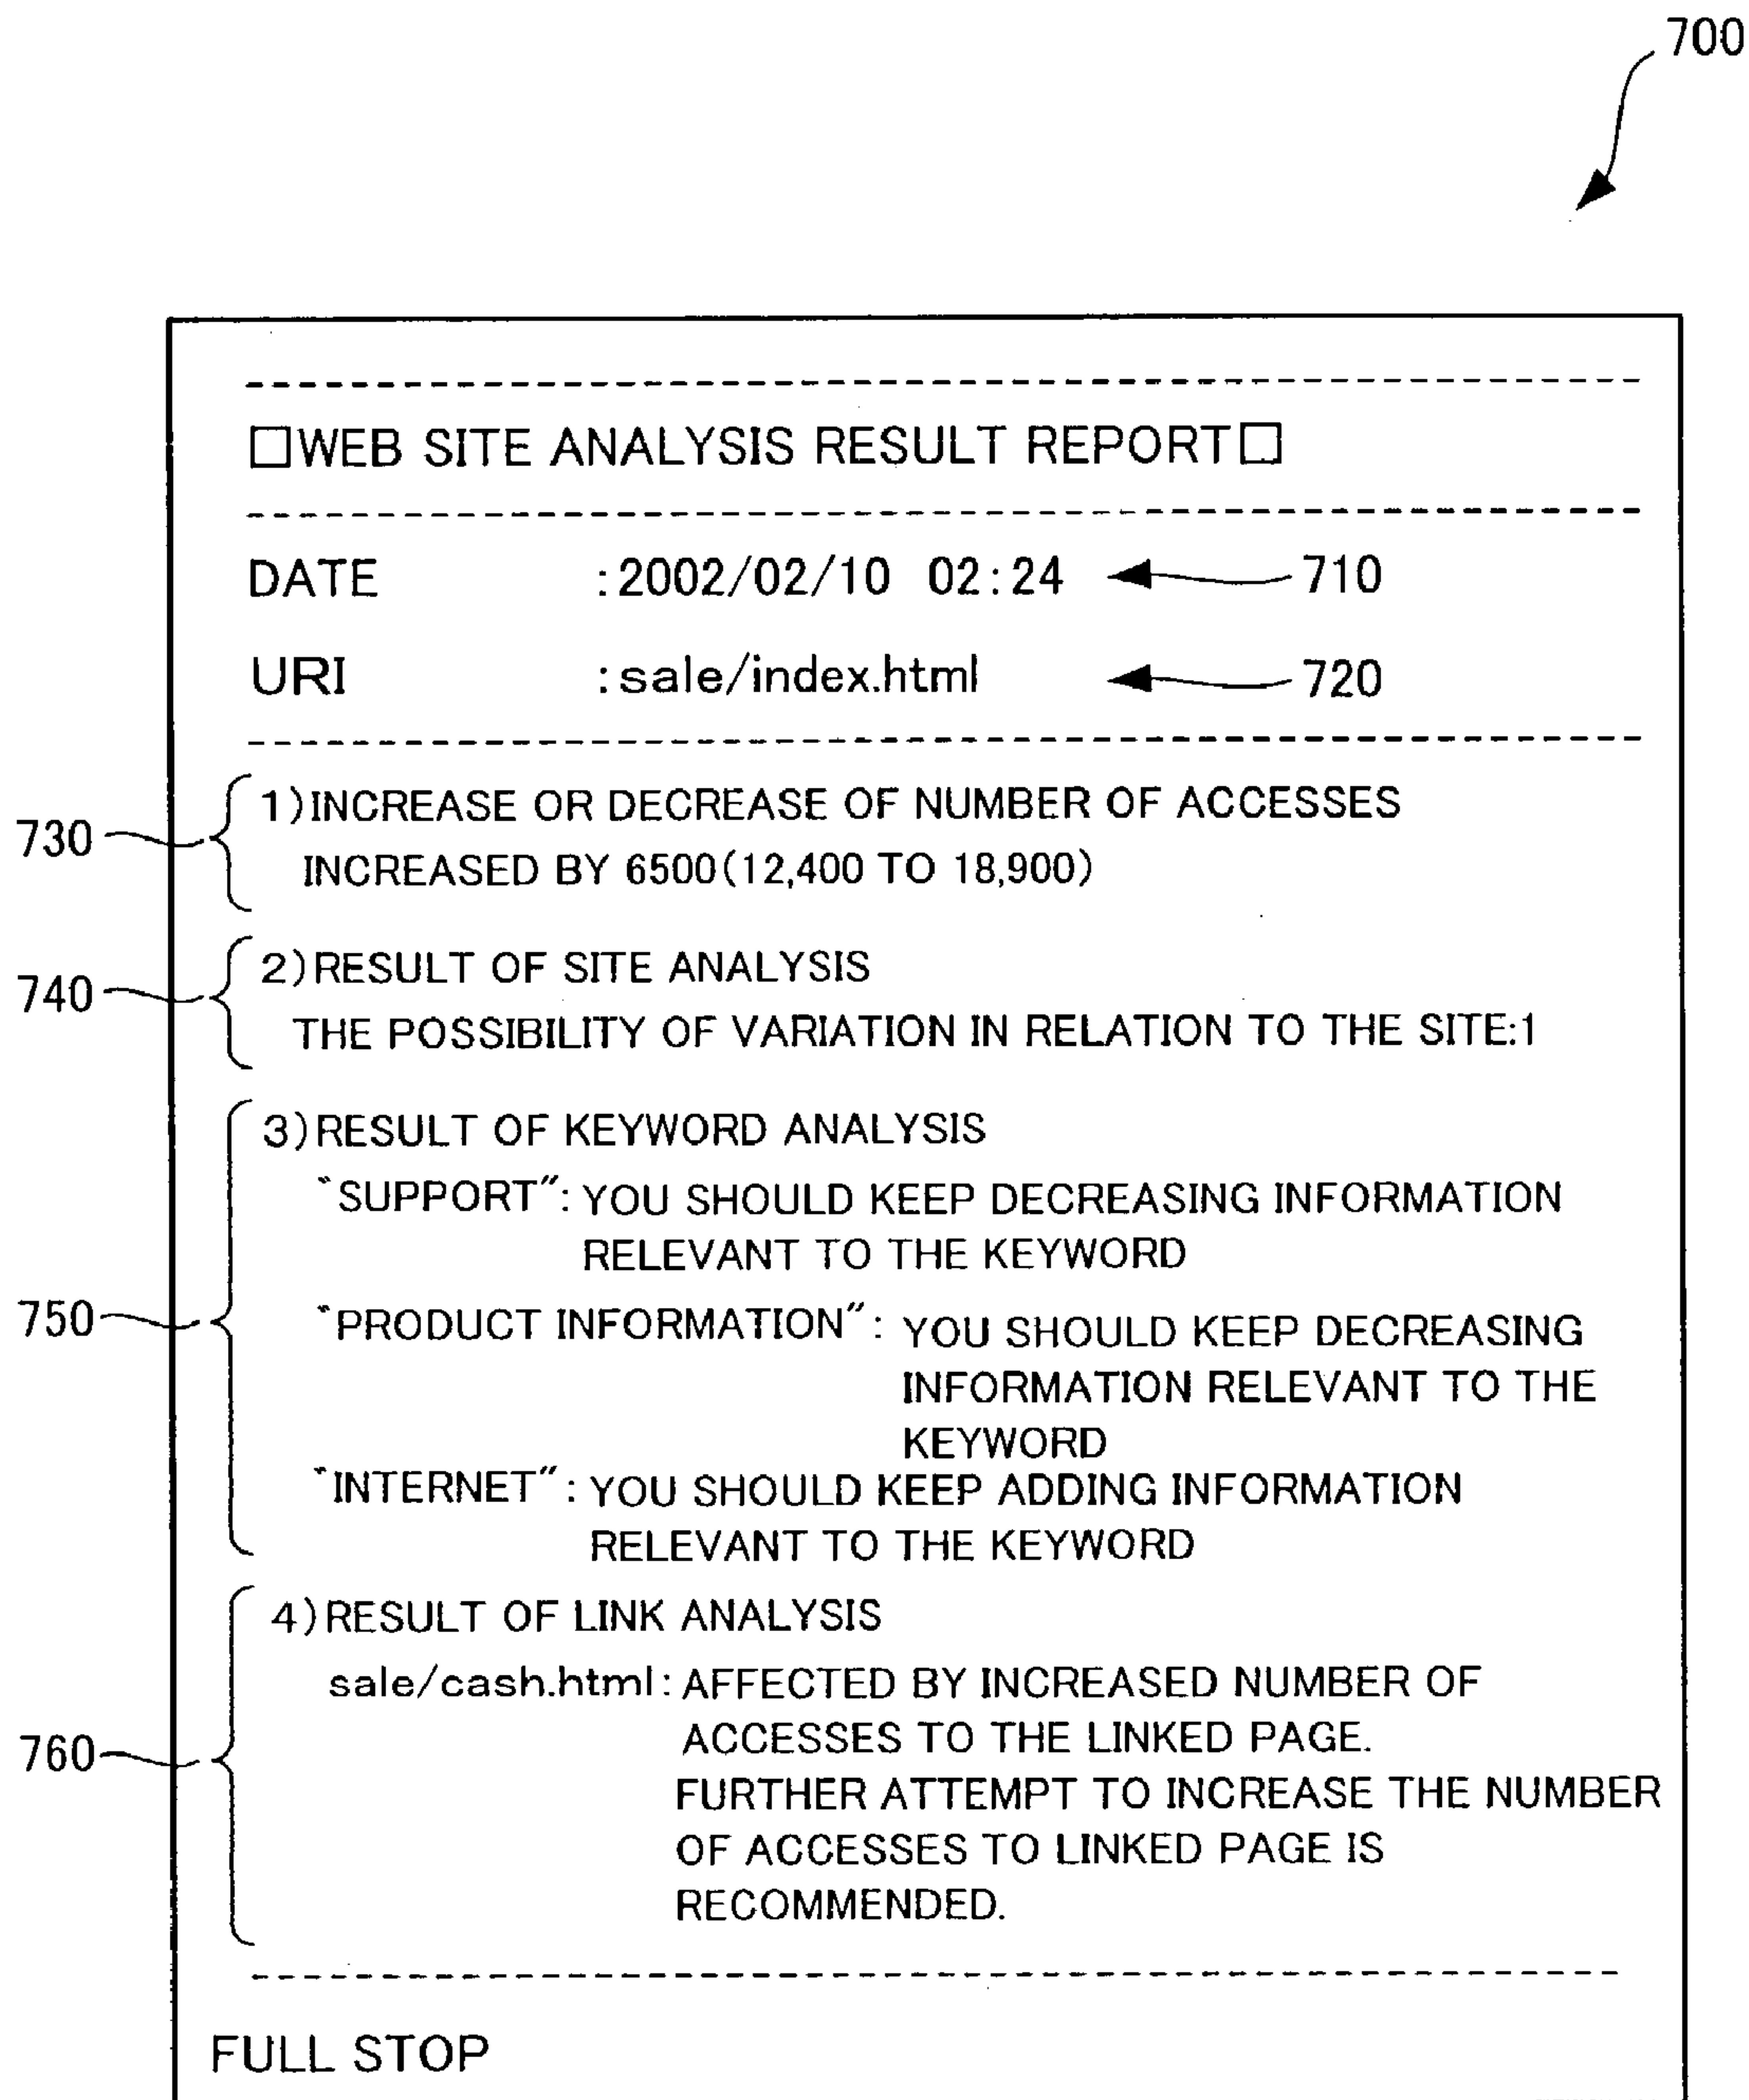 700
□WEB SITE ANALYSIS RESULT REPORT□
DATE :2002/02/10 02:24 710
URI :sale/index.html 720
1)INCREASE OR DECREASE OF NUMBER OF ACCESSES
730
INCREASED BY 6500(12,400 TO 18,900)
2)RESULT OF SITE ANALYSIS
740
THE POSSIBILITY OF VARIATION IN RELATION TO THE SITE:1
3)RESULT OF KEYWORD ANALYSIS
"SUPPORT": YOU SHOULD KEEP DECREASING INFORMATION
RELEVANT TO THE KEYWORD
750
"PRODUCT INFORMATION": YOU SHOULD KEEP DECREASING
INFORMATION RELEVANT TO THE
KEYWORD
"INTERNET": YOU SHOULD KEEP ADDING INFORMATION
RELEVANT TO THE KEYWORD
4)RESULT OF LINK ANALYSIS
sale/cash.html: AFFECTED BY INCREASED NUMBER OF
ACCESSES TO THE LINKED PAGE.
760
FURTHER ATTEMPT TO INCREASE THE NUMBER
OF ACCESSES TO LINKED PAGE IS
RECOMMENDED.
FULL STOP